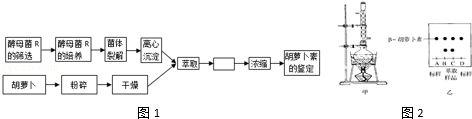 酵母菌R的筛选
酵母菌R的培养
菌体裂解
离心沉淀
胡萝卜
粉碎
干燥
萃取
浓缩
胡萝卜素的鉴定
图1
甲
β-胡萝卜素
A B C D
标样 萃取样品 标样
乙
图2